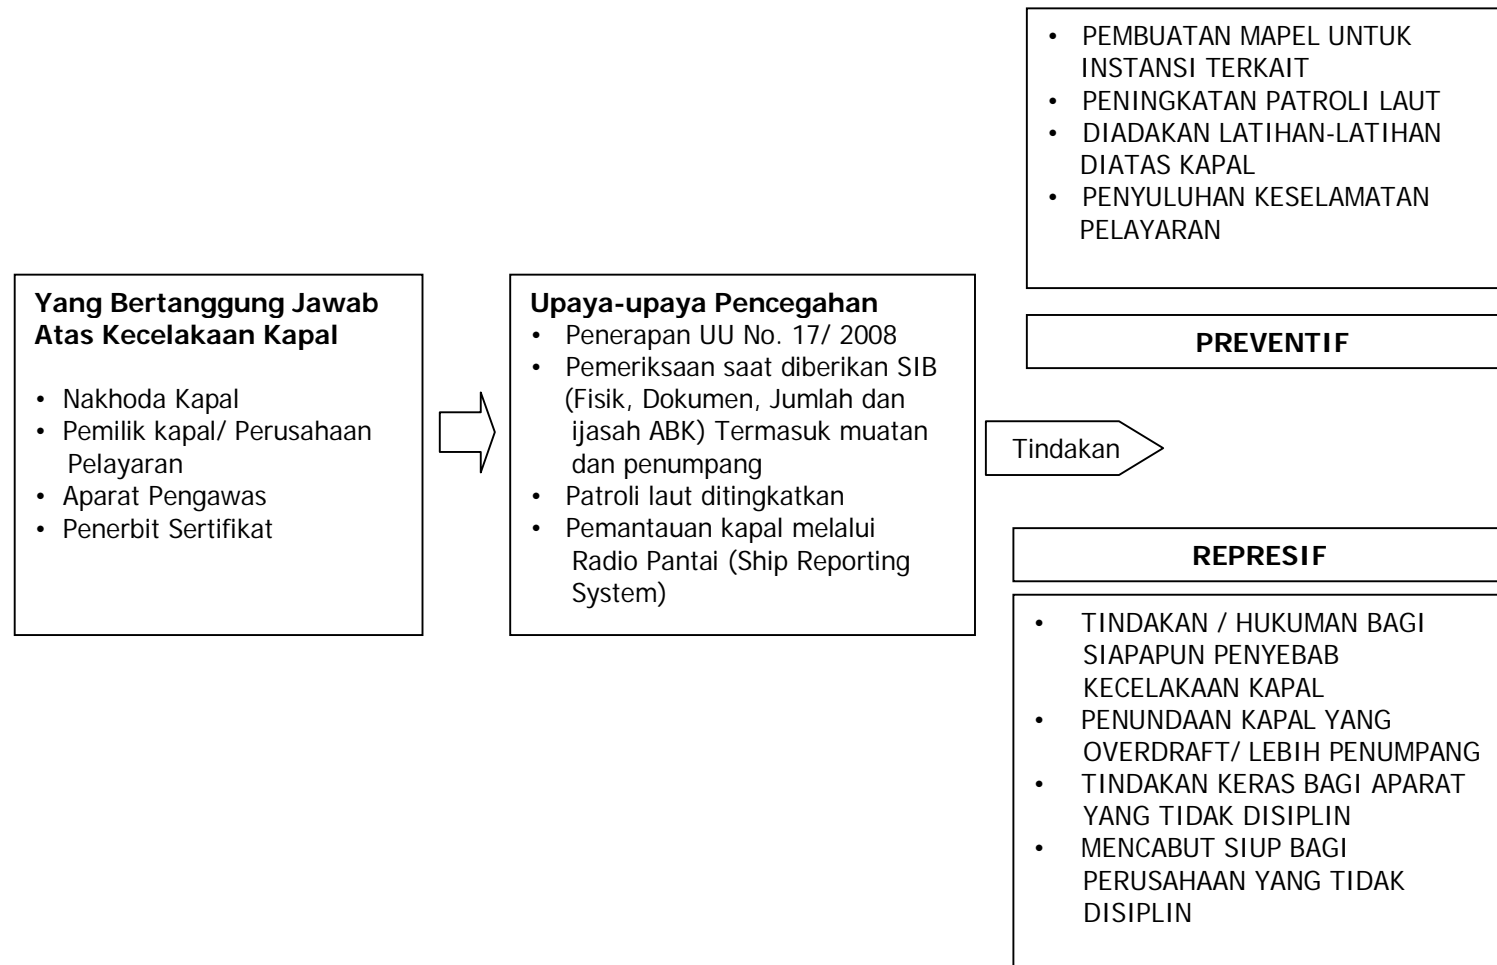 Yang Bertanggung Jawab
Atas Kecelakaan Kapal
• Nakhoda Kapal
• Pemilik kapal/ Perusahaan
Pelayaran
• Aparat Pengawas
• Penerbit Sertifikat
Upaya-upaya Pencegahan
• Penerapan UU No. 17/ 2008
• Pemeriksaan saat diberikan SIB
(Fisik, Dokumen, Jumlah dan
ijasah ABK) Termasuk muatan
dan penumpang
• Patroli laut ditingkatkan
• Pemantauan kapal melalui
Radio Pantai (Ship Reporting
System)
Tindakan
• PEMBUATAN MAPEL UNTUK
INSTANSI TERKAIT
• PENINGKATAN PATROLI LAUT
• DIADAKAN LATIHAN-LATIHAN
DIATAS KAPAL
• PENYULUHAN KESELAMATAN
PELAYARAN
PREVENTIF
REPRESIF
• TINDAKAN / HUKUMAN BAGI
SIAPAPUN PENYEBAB
KECELAKAAN KAPAL
• PENUNDAAN KAPAL YANG
OVERDRAFT/ LEBIH PENUMPANG
• TINDAKAN KERAS BAGI APARAT
YANG TIDAK DISIPLIN
• MENCABUT SIUP BAGI
PERUSAHAAN YANG TIDAK
DISIPLIN